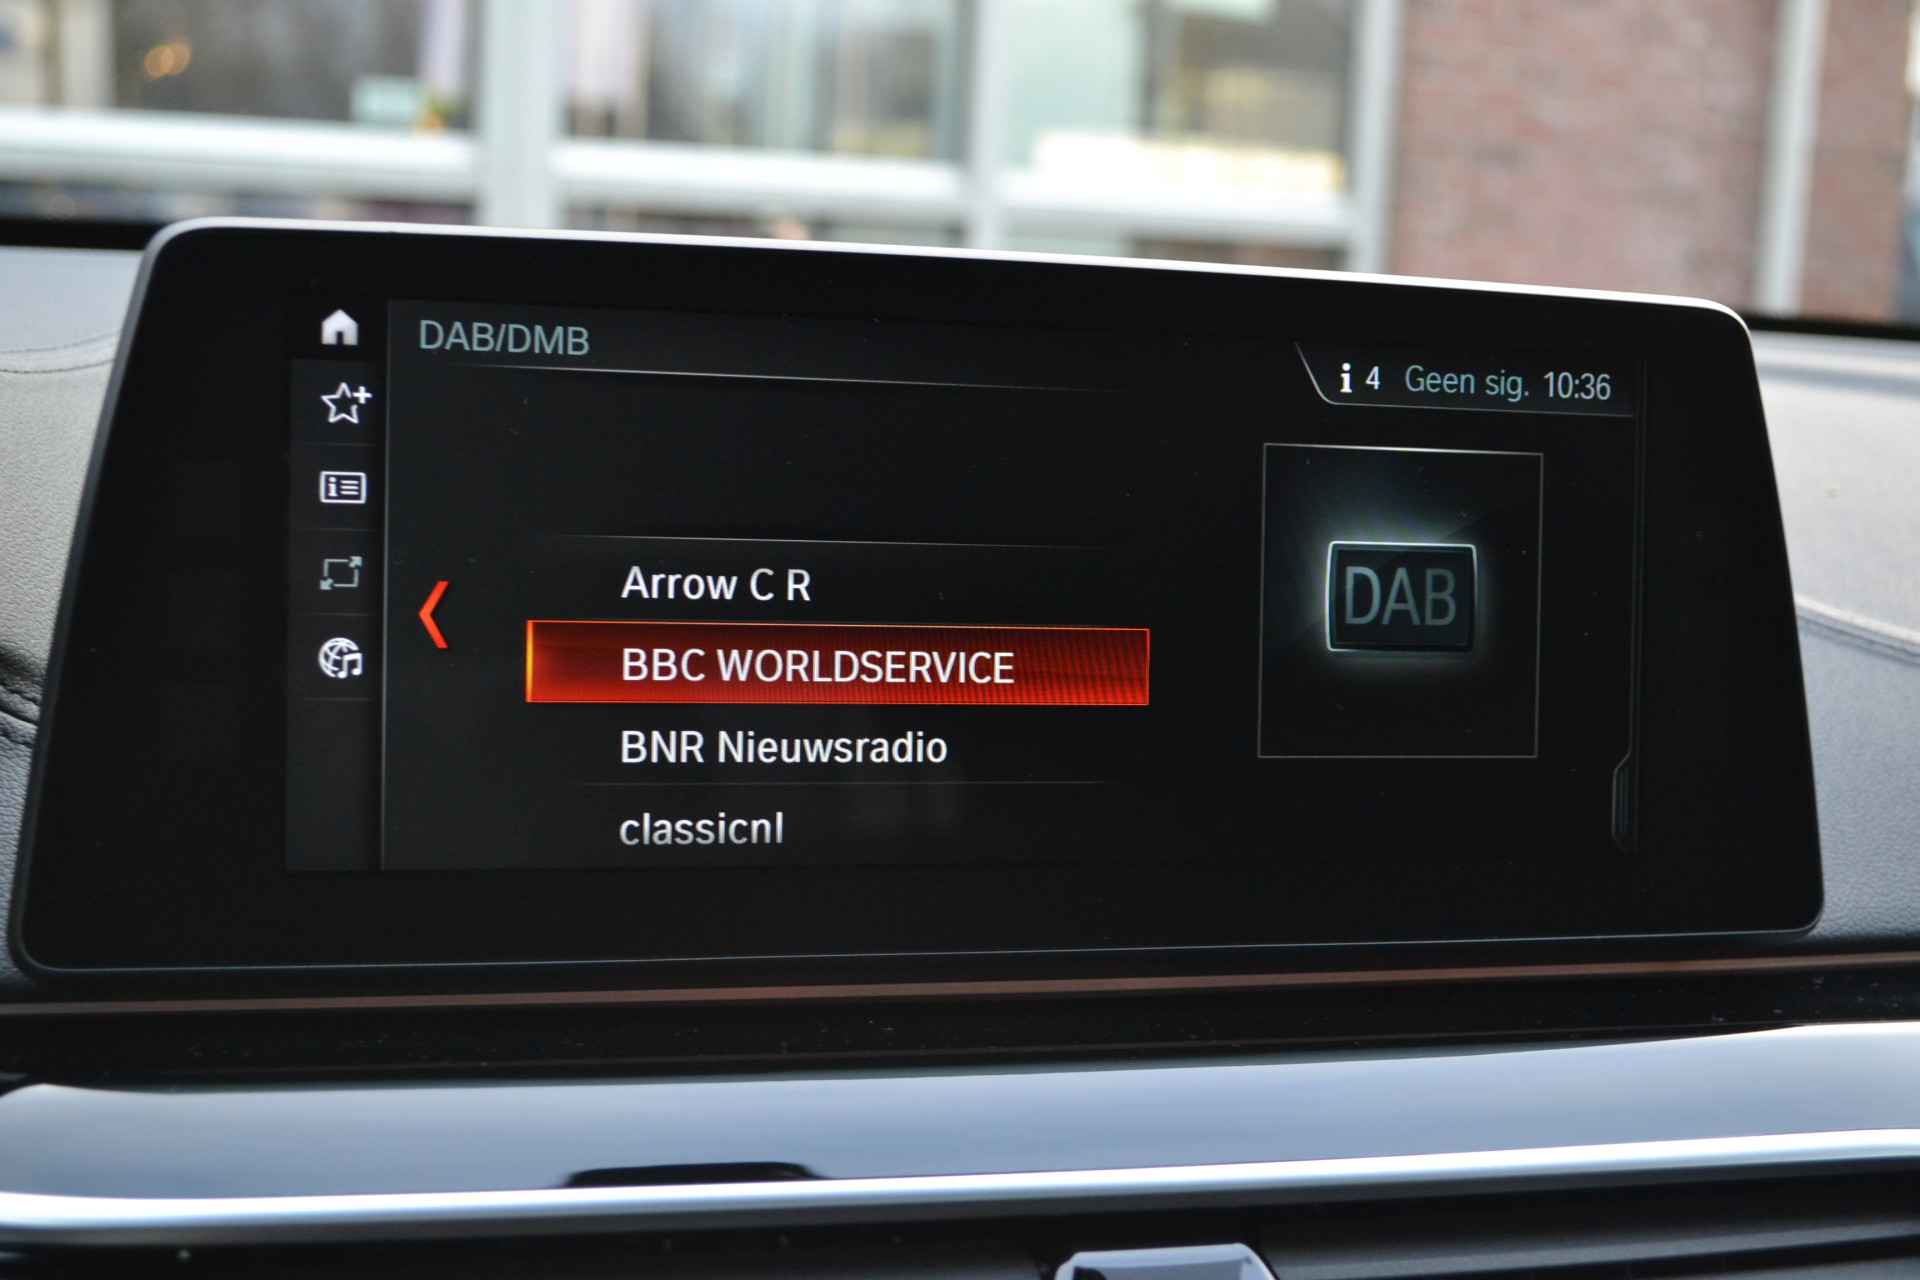 DAB/DMB
i 4 Geen sig. 10:36
Arrow C R
BBC WORLDSERVICE
BNR Nieuwsradio
classicnl
DAB